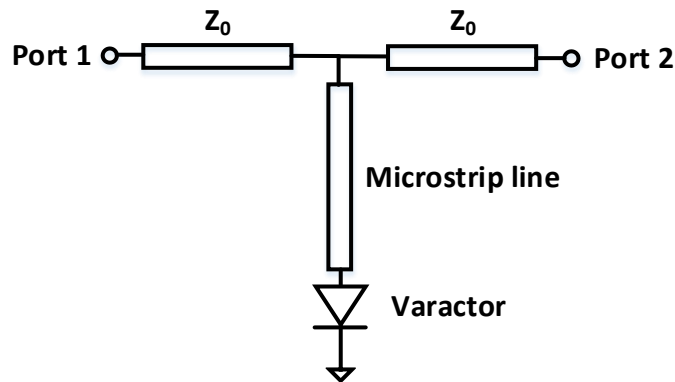 Z₀
Z₀
Port 1
Port 2
Microstrip line
Varactor